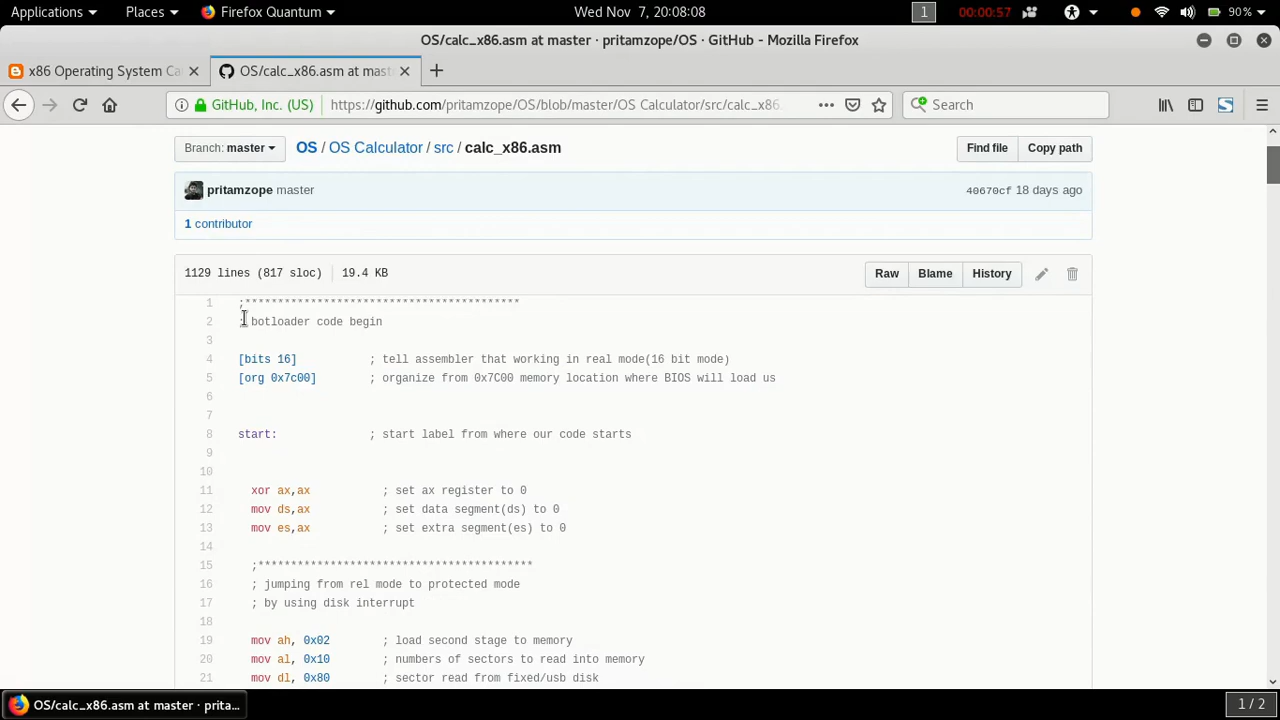 Applications Places Firefox Quantum Wed Nov 7, 20:08:08 1 00:00:57 90%
OS/calc_x86.asm at master · pritamzope/OS · GitHub - Mozilla Firefox
x86 Operating System Ca OS/calc_x86.asm at mast
GitHub, Inc. (US) https://github.com/pritamzope/OS/blob/master/OS Calculator/src/calc_x86. Search
Branch: master OS / OS Calculator / src / calc_x86.asm Find file Copy path
pritamzope master 40670cf 18 days ago
1 contributor
1129 lines (817 sloc) 19.4 KB Raw Blame History
1 ;******************************************
2 ; botloader code begin
3
4 [bits 16] ; tell assembler that working in real mode(16 bit mode)
5 [org 0x7c00] ; organize from 0x7C00 memory location where BIOS will load us
6
7
8 start: ; start label from where our code starts
9
10
11 xor ax,ax ; set ax register to 0
12 mov ds,ax ; set data segment(ds) to 0
13 mov es,ax ; set extra segment(es) to 0
14
15 ;******************************************
16 ; jumping from rel mode to protected mode
17 ; by using disk interrupt
18
19 mov ah, 0x02 ; load second stage to memory
20 mov al, 0x10 ; numbers of sectors to read into memory
21 mov dl, 0x80 ; sector read from fixed/usb disk
OS/calc_x86.asm at master · prita... 1 / 2